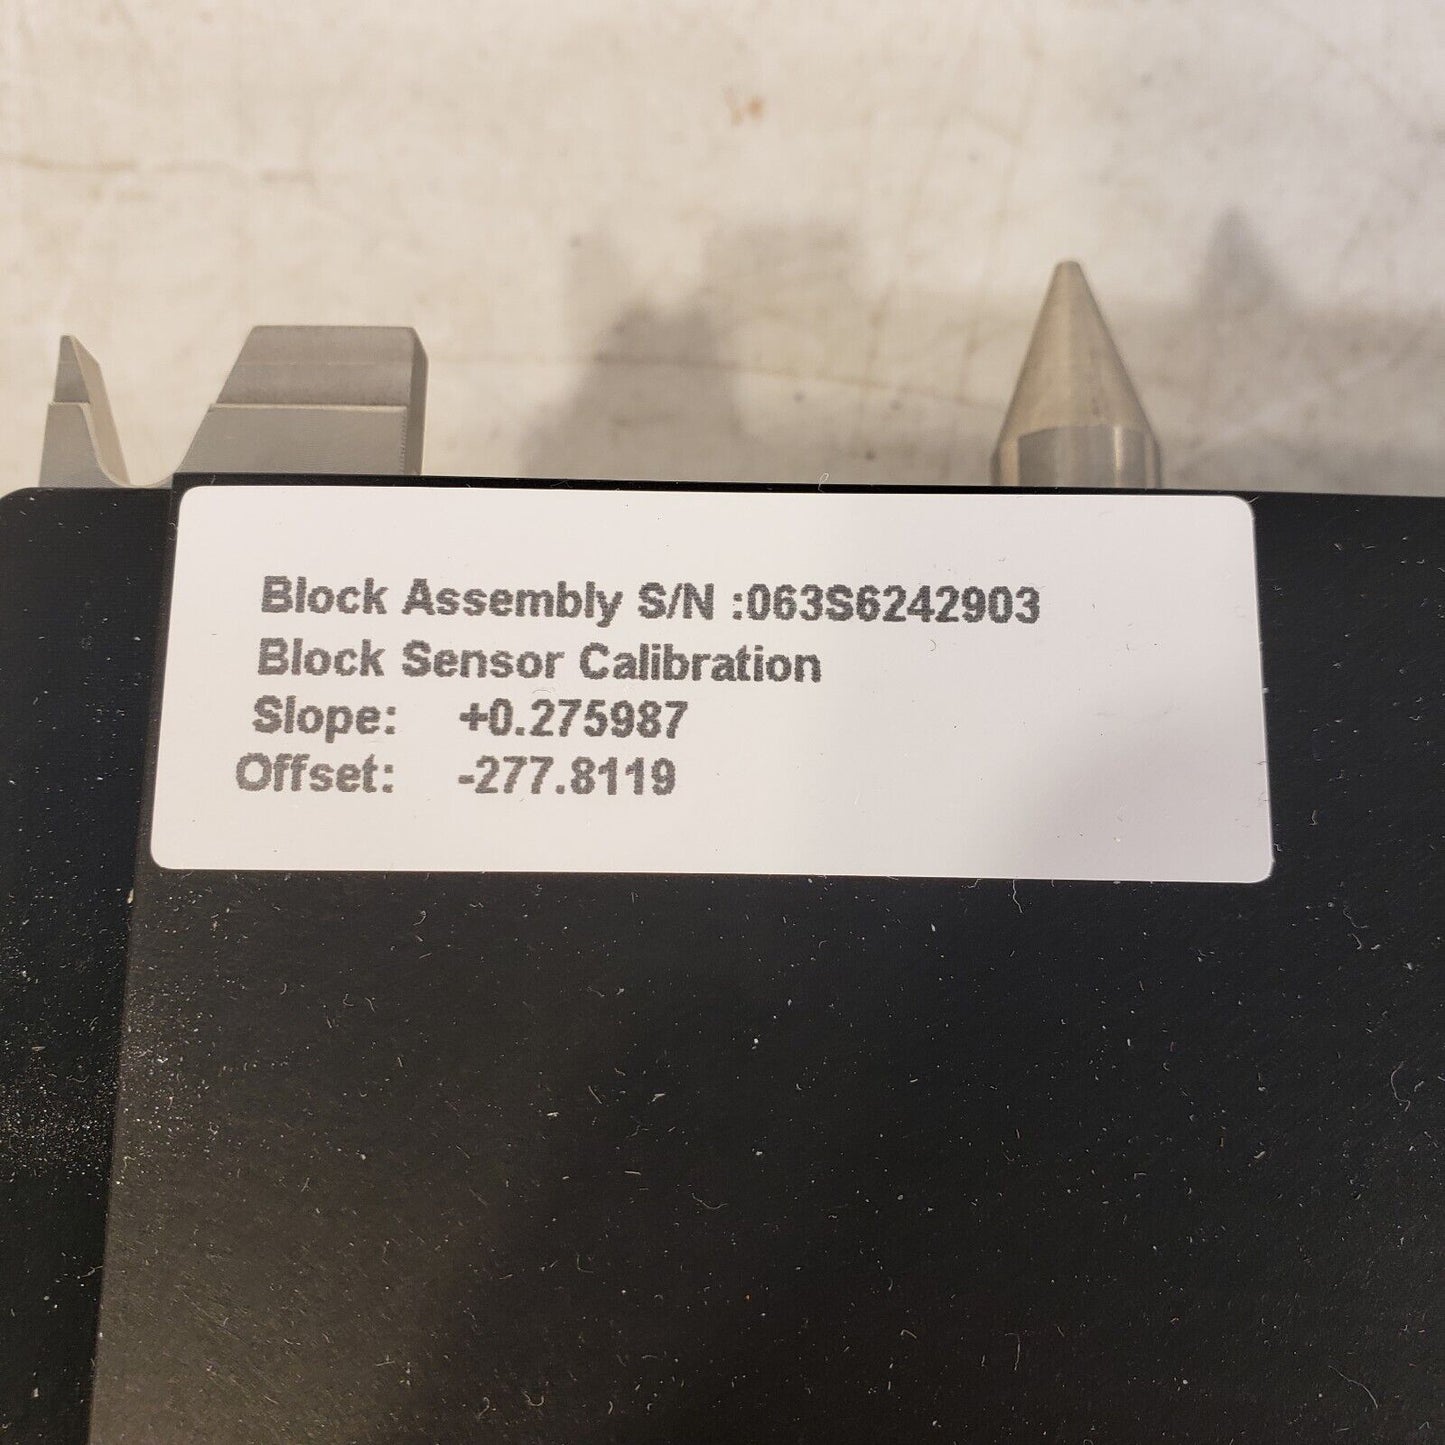 Block Assembly S/N :063S6242903
Block Sensor Calibration
Slope: +0.275987
Offset: -277.8119